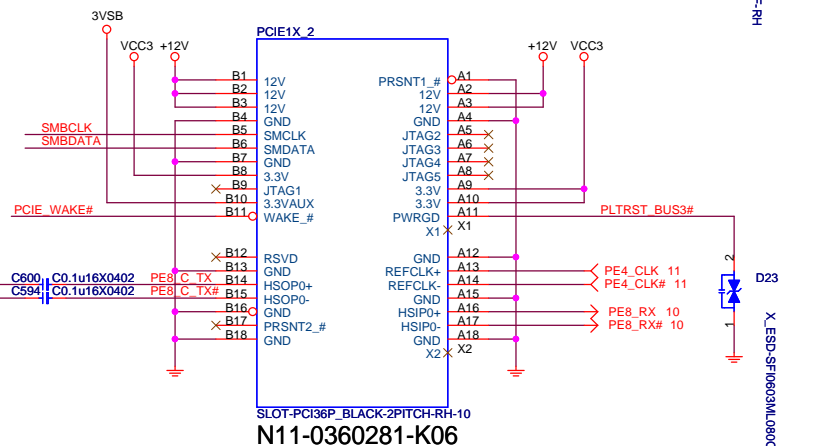 3VSB
VCC3
+12V
PCIE1X_2
+12V
VCC3
F-RH
B1 12V
B2 12V
B3 12V
B4 GND
SMBCLK B5 SMCLK
SMBDATA B6 SMDATA
B7 GND
B8 3.3V
B9 JTAG1
B10 3.3VAUX
PCIE_WAKE# B11 WAKE_#
B12 RSVD
B13 GND
C600 C0.1u16X0402 PE8_C_TX B14 HSOP0+
C594 C0.1u16X0402 PE8_C_TX# B15 HSOP0-
B16 GND
B17 PRSNT2_#
B18 GND
PRSNT1_# A1
12V A2
12V A3
GND A4
JTAG2 A5
JTAG3 A6
JTAG4 A7
JTAG5 A8
3.3V A9
3.3V A10
PWRGD A11 PLTRST_BUS3#
X1 X1
GND A12
REFCLK+ A13 PE4_CLK 11
REFCLK- A14 PE4_CLK# 11
GND A15
HSIP0+ A16 PE8_RX 10
HSIP0- A17 PE8_RX# 10
GND A18
X2 X2
2
D23
1
X_ESD-SFI0603ML080C
SLOT-PCI36P_BLACK-2PITCH-RH-10
N11-0360281-K06